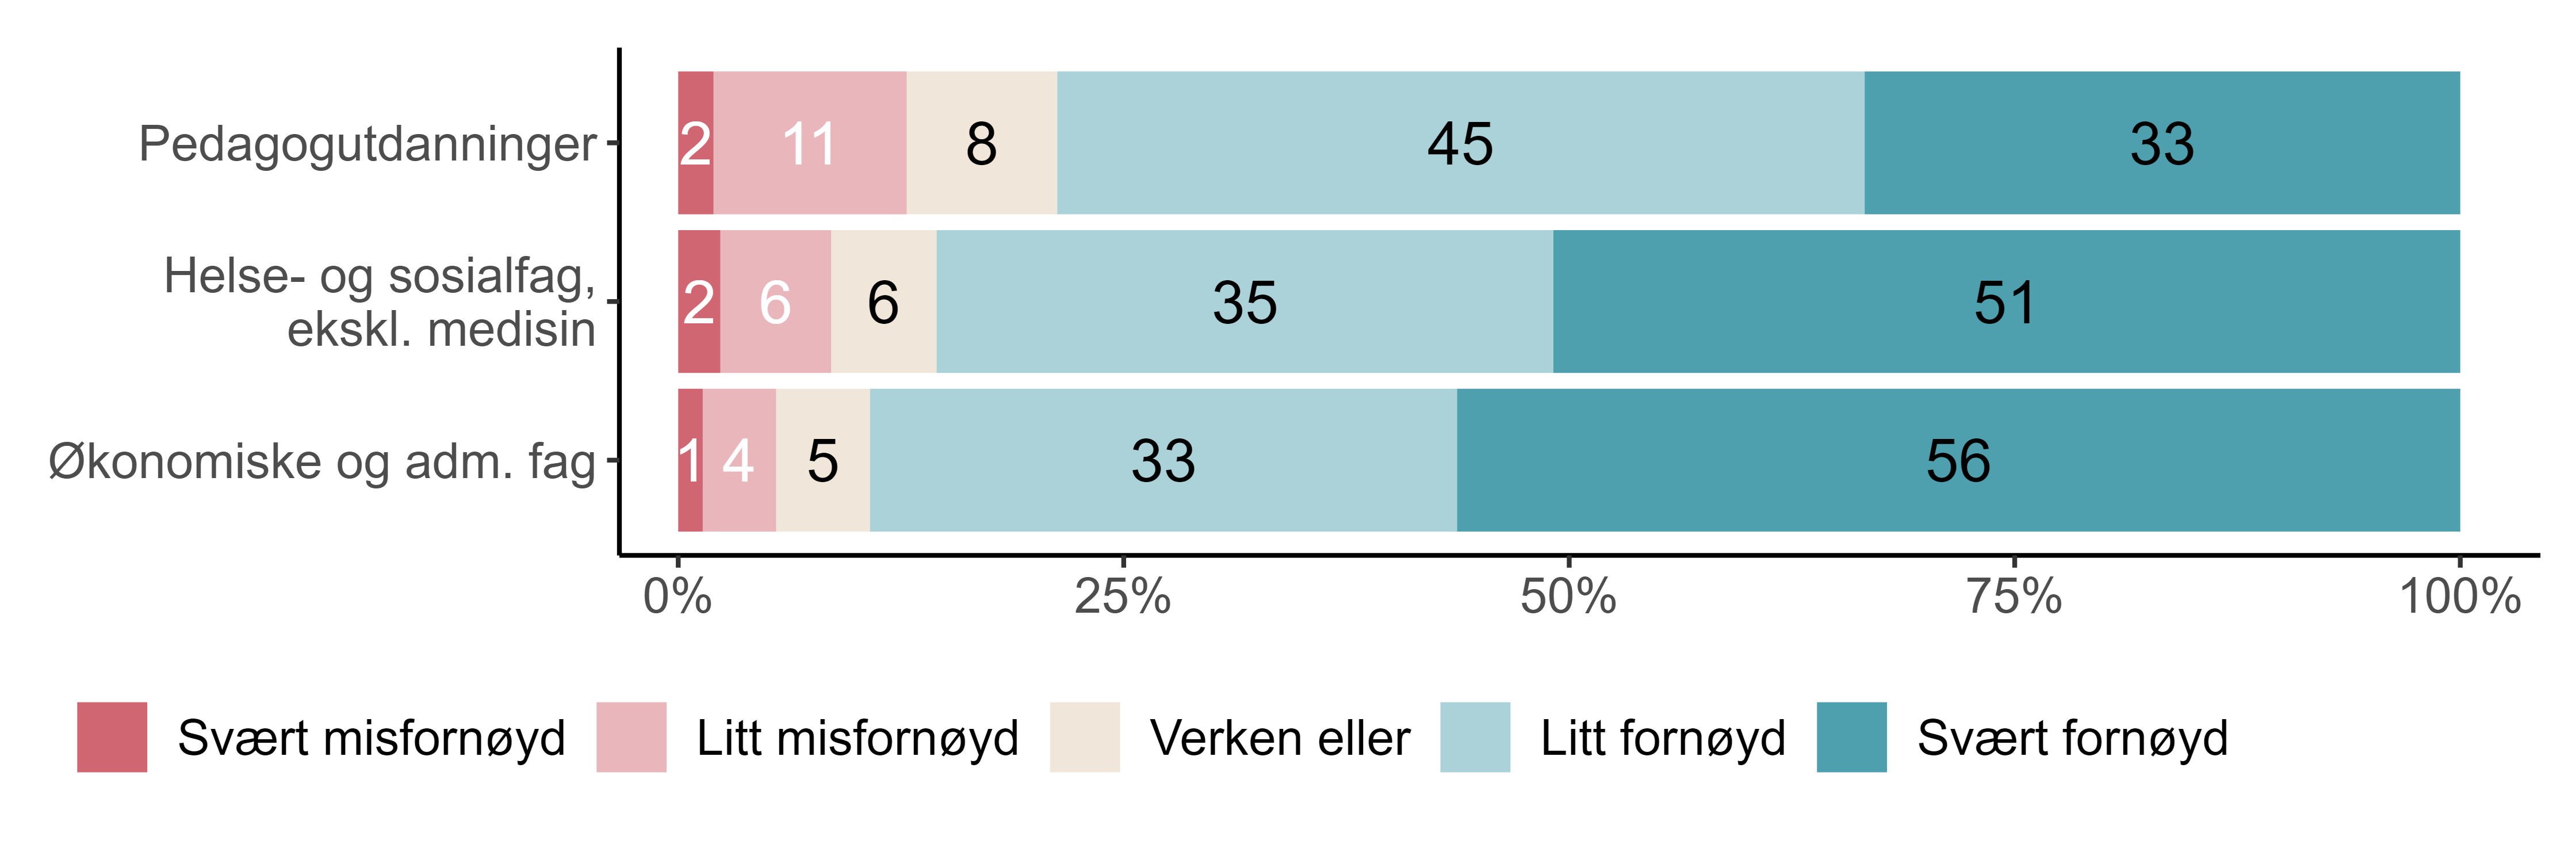 Pedagogutdanninger
2 11 8 45 33
Helse- og sosialfag,
ekskl. medisin
2 6 6 35 51
Økonomiske og adm. fag
1 4 5 33 56
0% 25% 50% 75% 100%
Svært misfornøyd Litt misfornøyd Verken eller Litt fornøyd Svært fornøyd